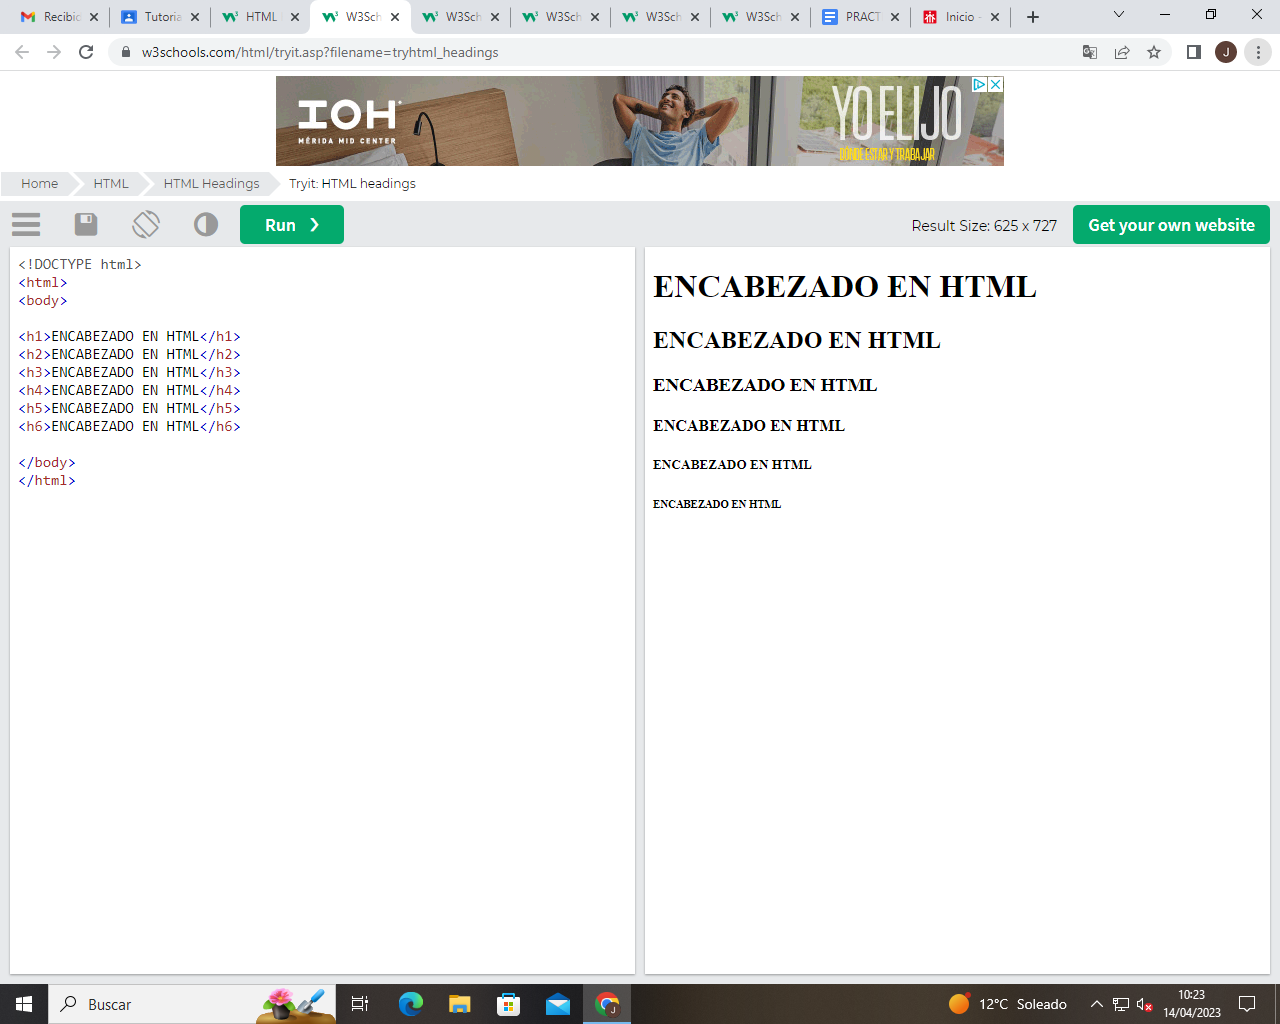 Recibid
Tutoria
HTML
W3Sch
W3Sch
W3Sch
W3Sch
W3Sch
PRACT
Inicio -
w3schools.com/html/tryit.asp?filename=tryhtml_headings
J
IOH
MÉRIDA MID CENTER
YO ELIJO
DÓNDE ESTAR Y TRABAJAR
Home
HTML
HTML Headings
Tryit: HTML headings
Run ❯
Result Size: 625 x 727
Get your own website
<!DOCTYPE html>
<html>
<body>
<h1>ENCABEZADO EN HTML</h1>
<h2>ENCABEZADO EN HTML</h2>
<h3>ENCABEZADO EN HTML</h3>
<h4>ENCABEZADO EN HTML</h4>
<h5>ENCABEZADO EN HTML</h5>
<h6>ENCABEZADO EN HTML</h6>
</body>
</html>
ENCABEZADO EN HTML
ENCABEZADO EN HTML
ENCABEZADO EN HTML
ENCABEZADO EN HTML
ENCABEZADO EN HTML
ENCABEZADO EN HTML
Buscar
12°C Soleado
10:23
14/04/2023